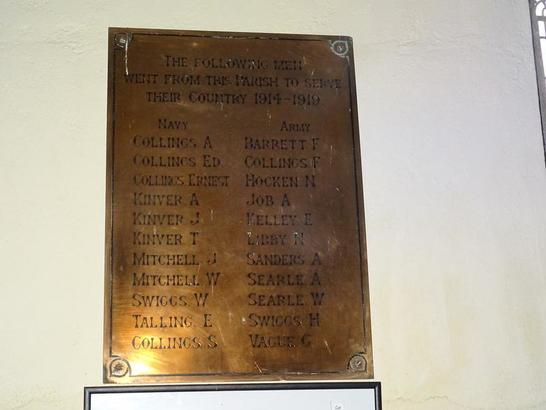 THE FOLLOWING MEN
WENT FROM THIS PARISH TO SERVE
THEIR COUNTRY 1914-1919
NAVY
COLLINGS A
COLLINGS ED
COLLINGS ERNEST
KINVER A
KINVER J
KINVER T
MITCHELL J
MITCHELL W
SWIGGS W
TALLING E
COLLINGS S
ARMY
BARRETT F
COLLINGS F
HOCKEN N
JOB A
KELLEY E
LIBBY N
SANDERS A
SEARLE A
SEARLE W
SWIGGS H
VAGUE G